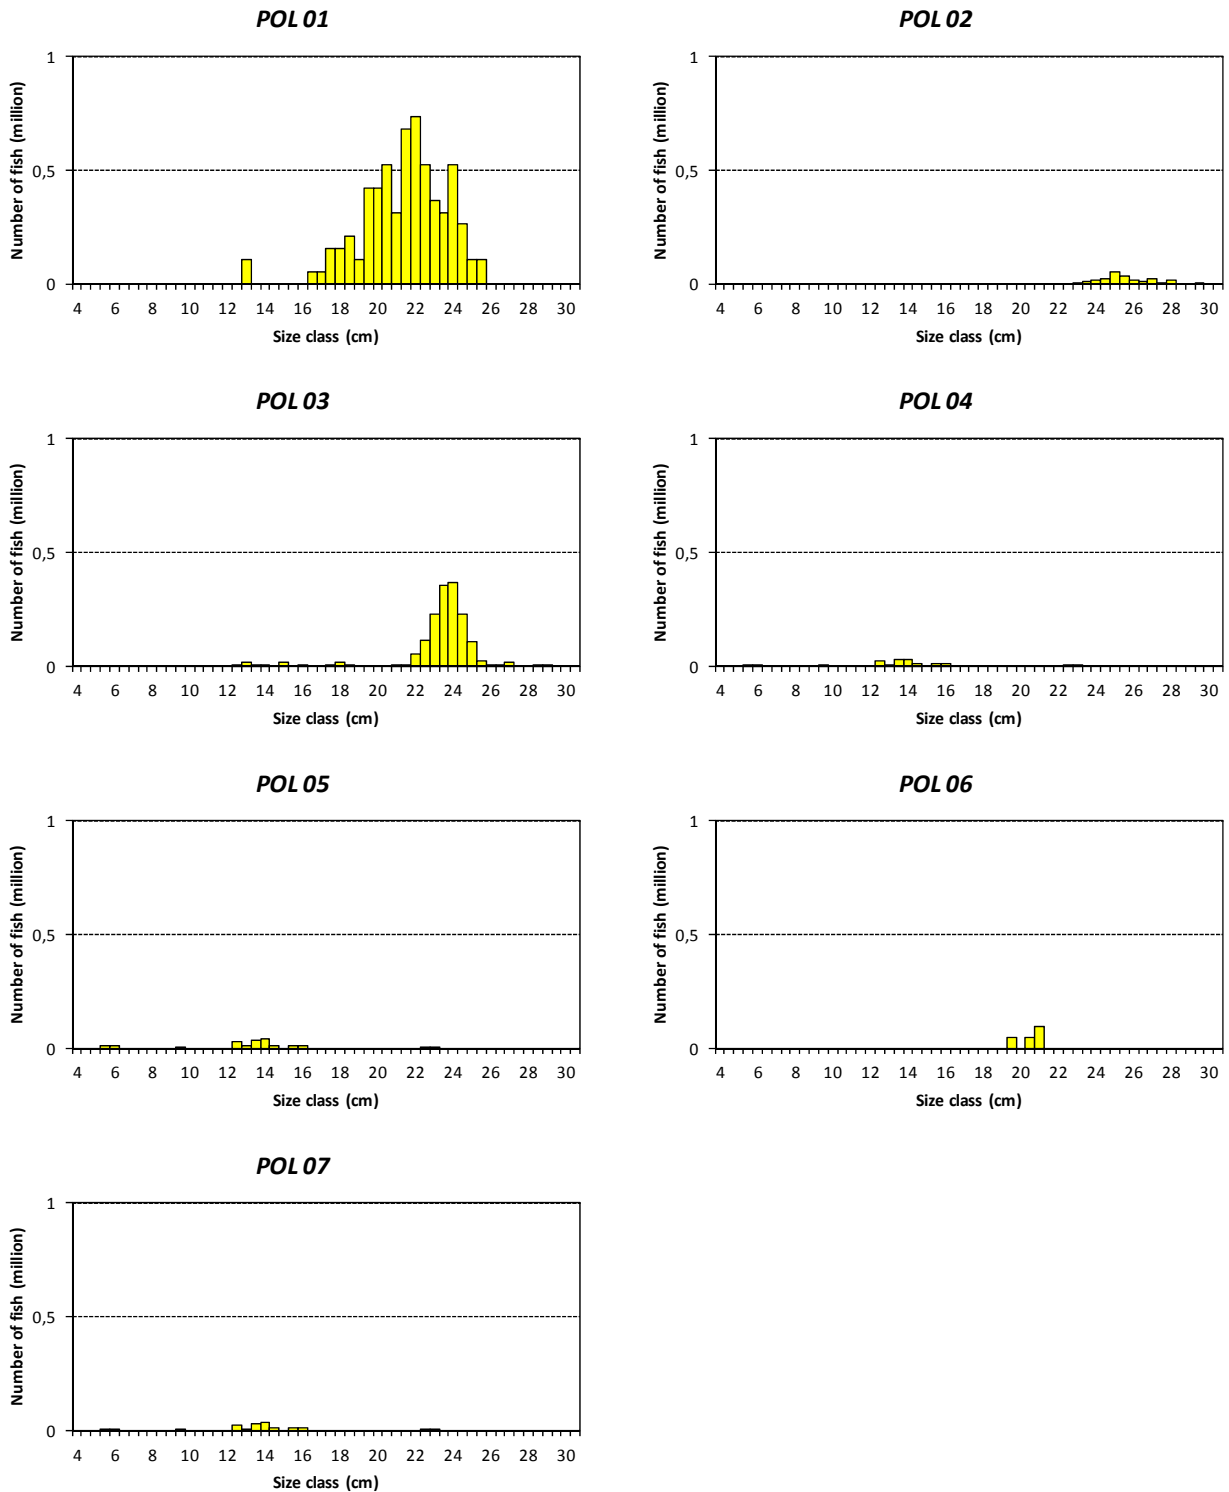 POL 01
Number of fish (million)
1
0,5
0
4 6 8 10 12 14 16 18 20 22 24 26 28 30
Size class (cm)
POL 02
Number of fish (million)
1
0,5
0
4 6 8 10 12 14 16 18 20 22 24 26 28 30
Size class (cm)
POL 03
Number of fish (million)
1
0,5
0
4 6 8 10 12 14 16 18 20 22 24 26 28 30
Size class (cm)
POL 04
Number of fish (million)
1
0,5
0
4 6 8 10 12 14 16 18 20 22 24 26 28 30
Size class (cm)
POL 05
Number of fish (million)
1
0,5
0
4 6 8 10 12 14 16 18 20 22 24 26 28 30
Size class (cm)
POL 06
Number of fish (million)
1
0,5
0
4 6 8 10 12 14 16 18 20 22 24 26 28 30
Size class (cm)
POL 07
Number of fish (million)
1
0,5
0
4 6 8 10 12 14 16 18 20 22 24 26 28 30
Size class (cm)